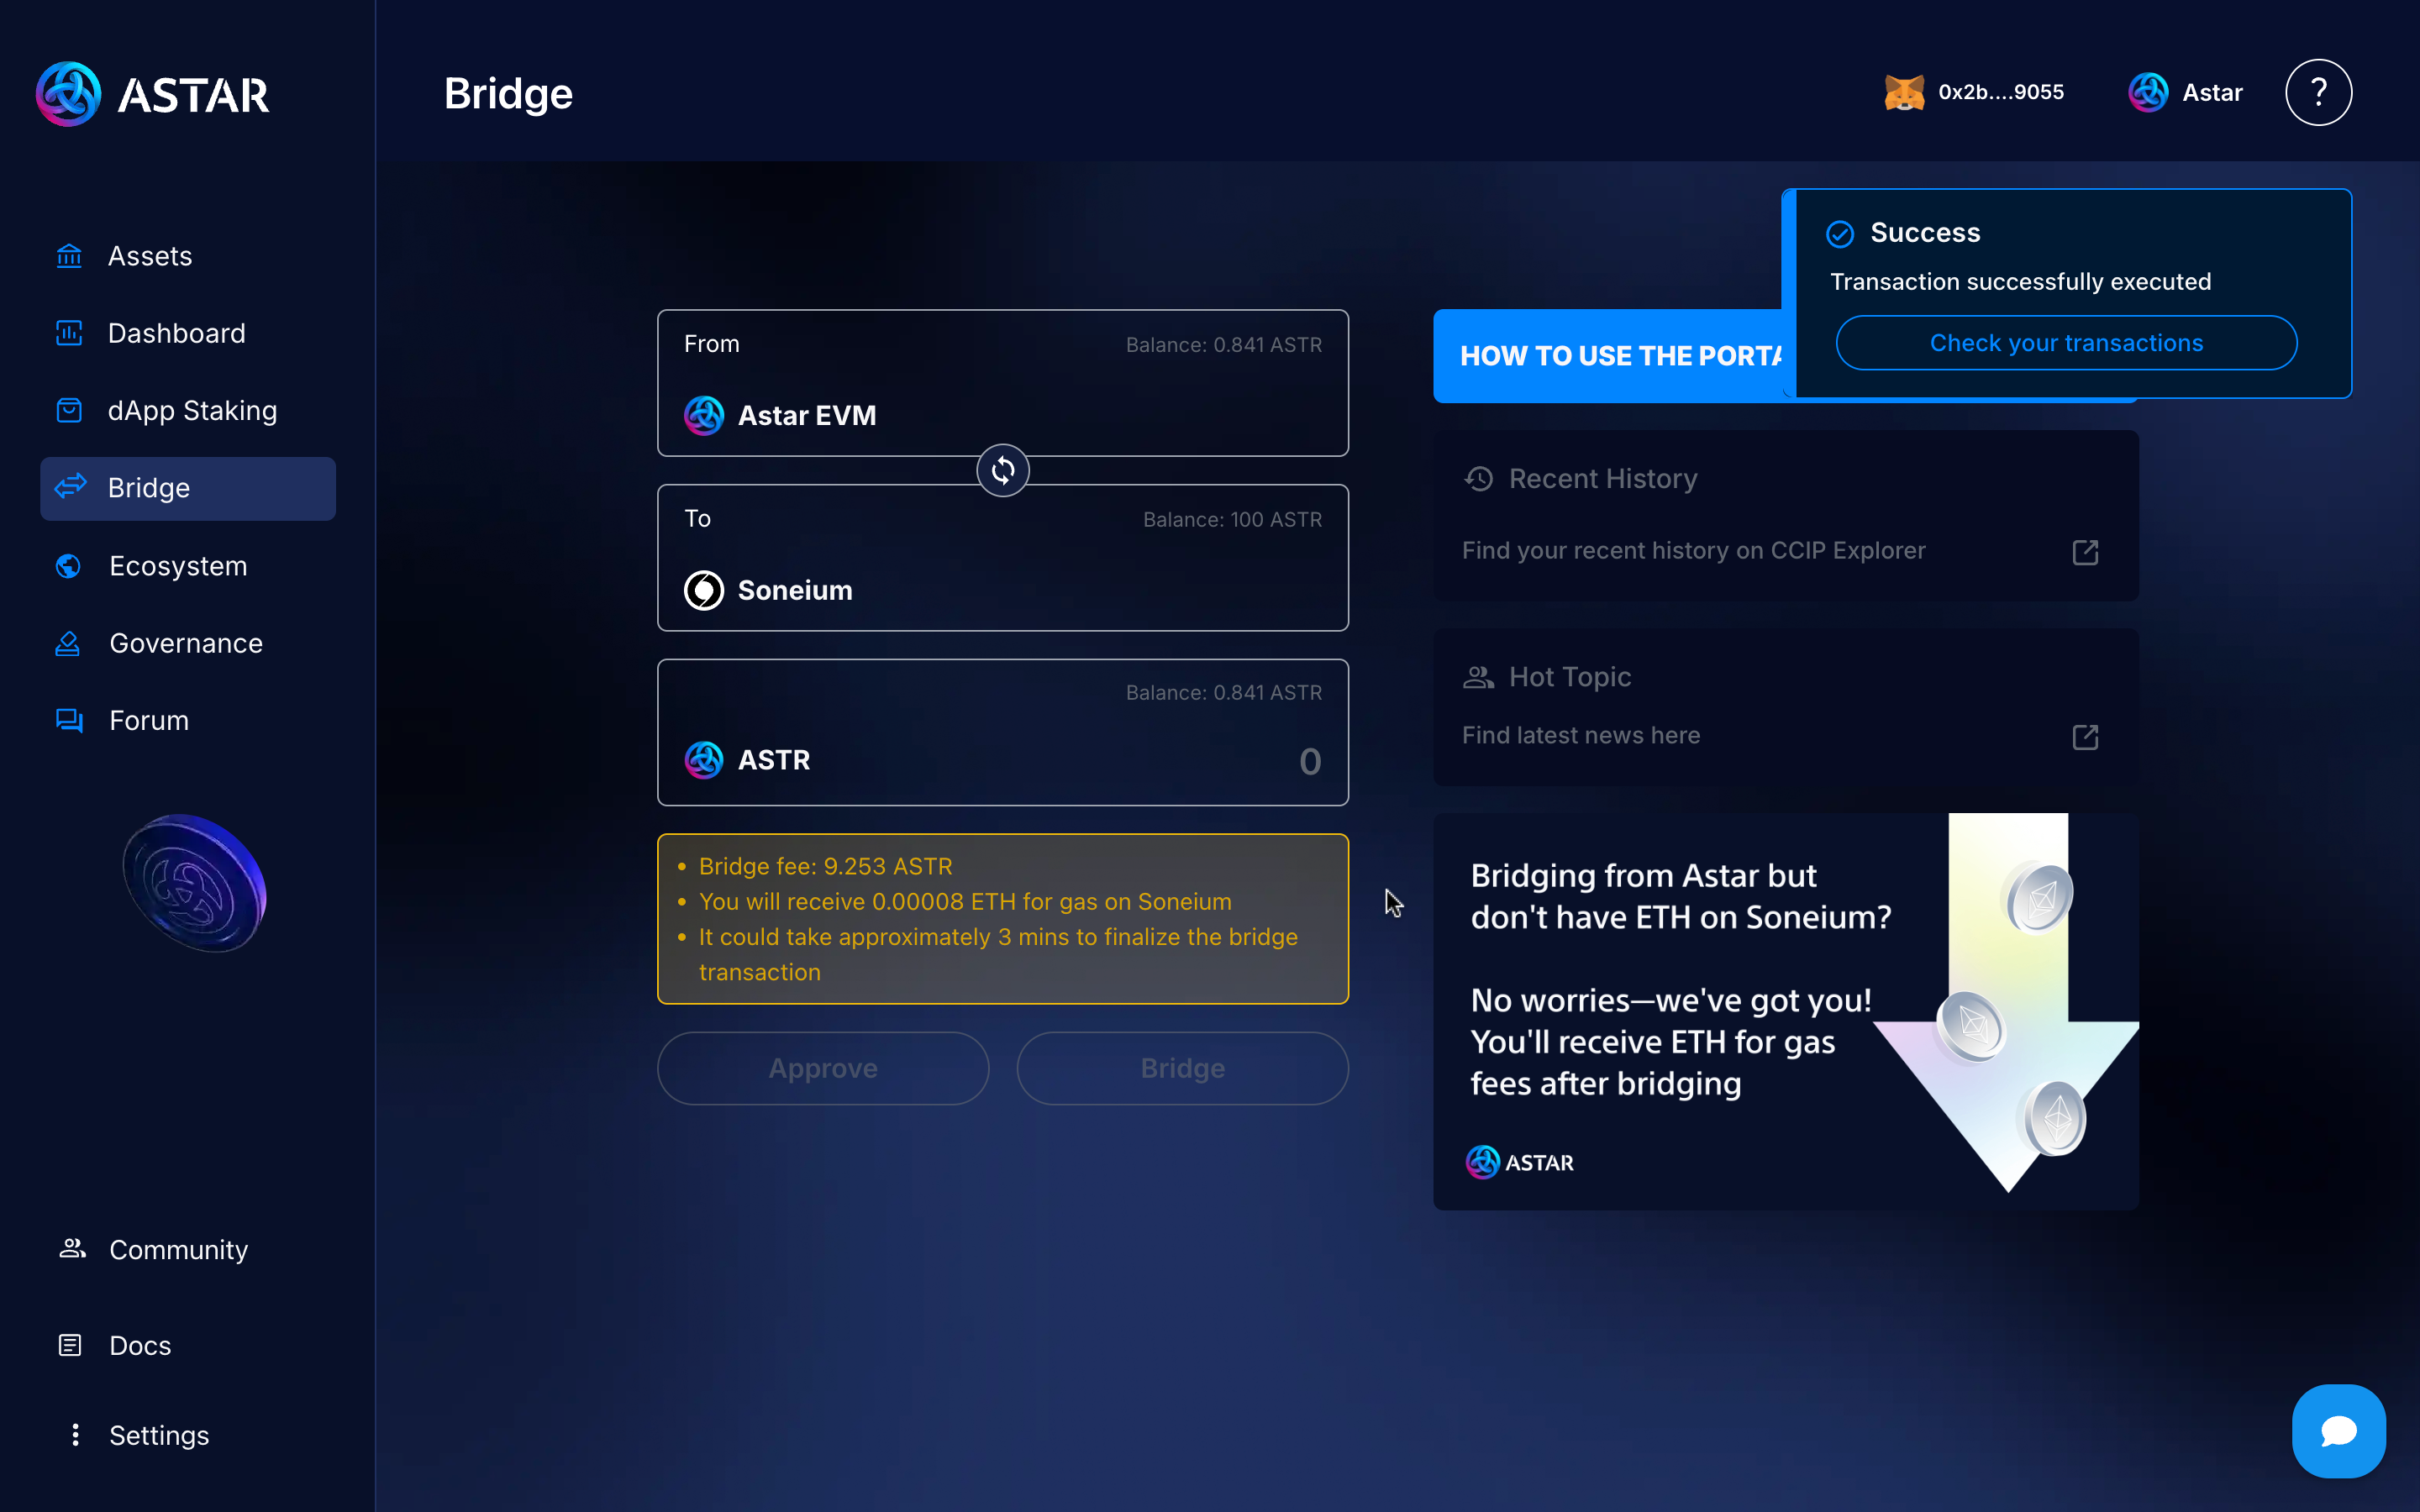 ASTAR
Bridge
0x2b....9055
Astar
?
Assets
Dashboard
dApp Staking
Bridge
Ecosystem
Governance
Forum
Community
Docs
Settings
From
Balance: 0.841 ASTR
Astar EVM
To
Balance: 100 ASTR
Soneium
Balance: 0.841 ASTR
ASTR
0
• Bridge fee: 9.253 ASTR
• You will receive 0.00008 ETH for gas on Soneium
• It could take approximately 3 mins to finalize the bridge
transaction
Approve
Bridge
Success
Transaction successfully executed
Check your transactions
HOW TO USE THE PORTA
Recent History
Find your recent history on CCIP Explorer
Hot Topic
Find latest news here
Bridging from Astar but
don't have ETH on Soneium?
No worries—we've got you!
You'll receive ETH for gas
fees after bridging
ASTAR